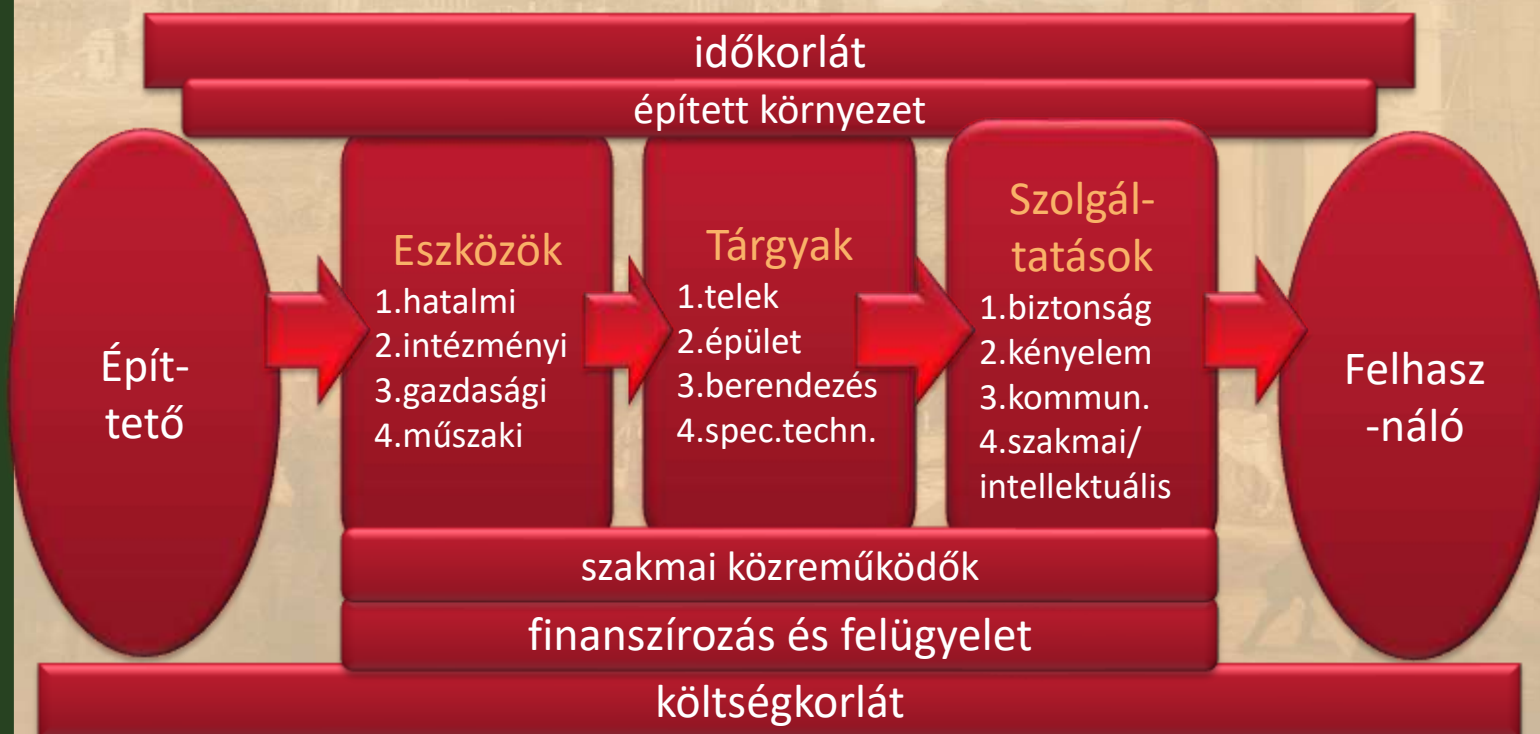 időkorlát
épített környezet
Épít-
tető
Eszközök
1.hatalmi
2.intézményi
3.gazdasági
4.műszaki
Tárgyak
1.telek
2.épület
3.berendezés
4.spec.techn.
Szolgál-
tatások
1.biztonság
2.kényelem
3.kommun.
4.szakmai/
intellektuális
Felhasz
-náló
szakmai közreműködők
finanszírozás és felügyelet
költségkorlát